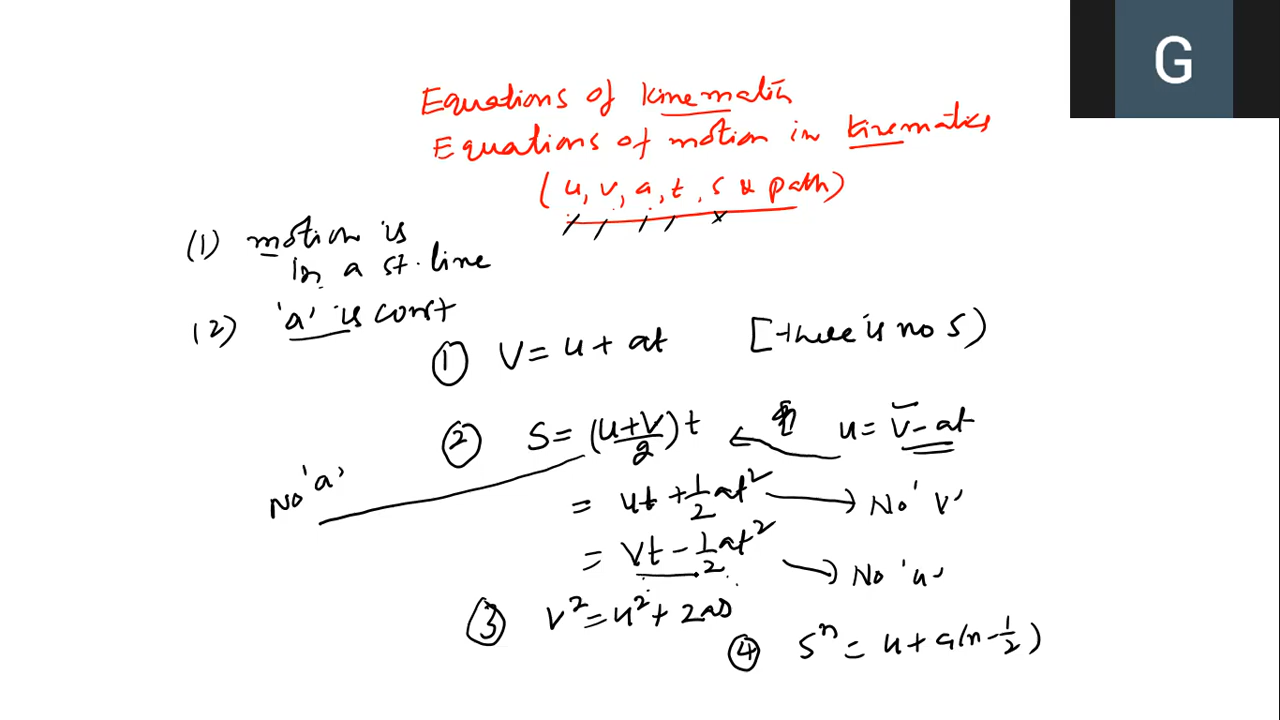 G
Equations of kinematics
Equations of motion in kinematics
(u, v, a, t, s & path)
(1) motion is
in a st. line
(2) 'a' is const
① V = u + at [there is no s)
② S = (u+V/2) t u = v - at
No 'a'
= ut + 1/2 at² → No 'V'
= Vt - 1/2 at² → No 'u'
③ V² = u² + 2as
④ Sⁿ = u + a(n - 1/2)